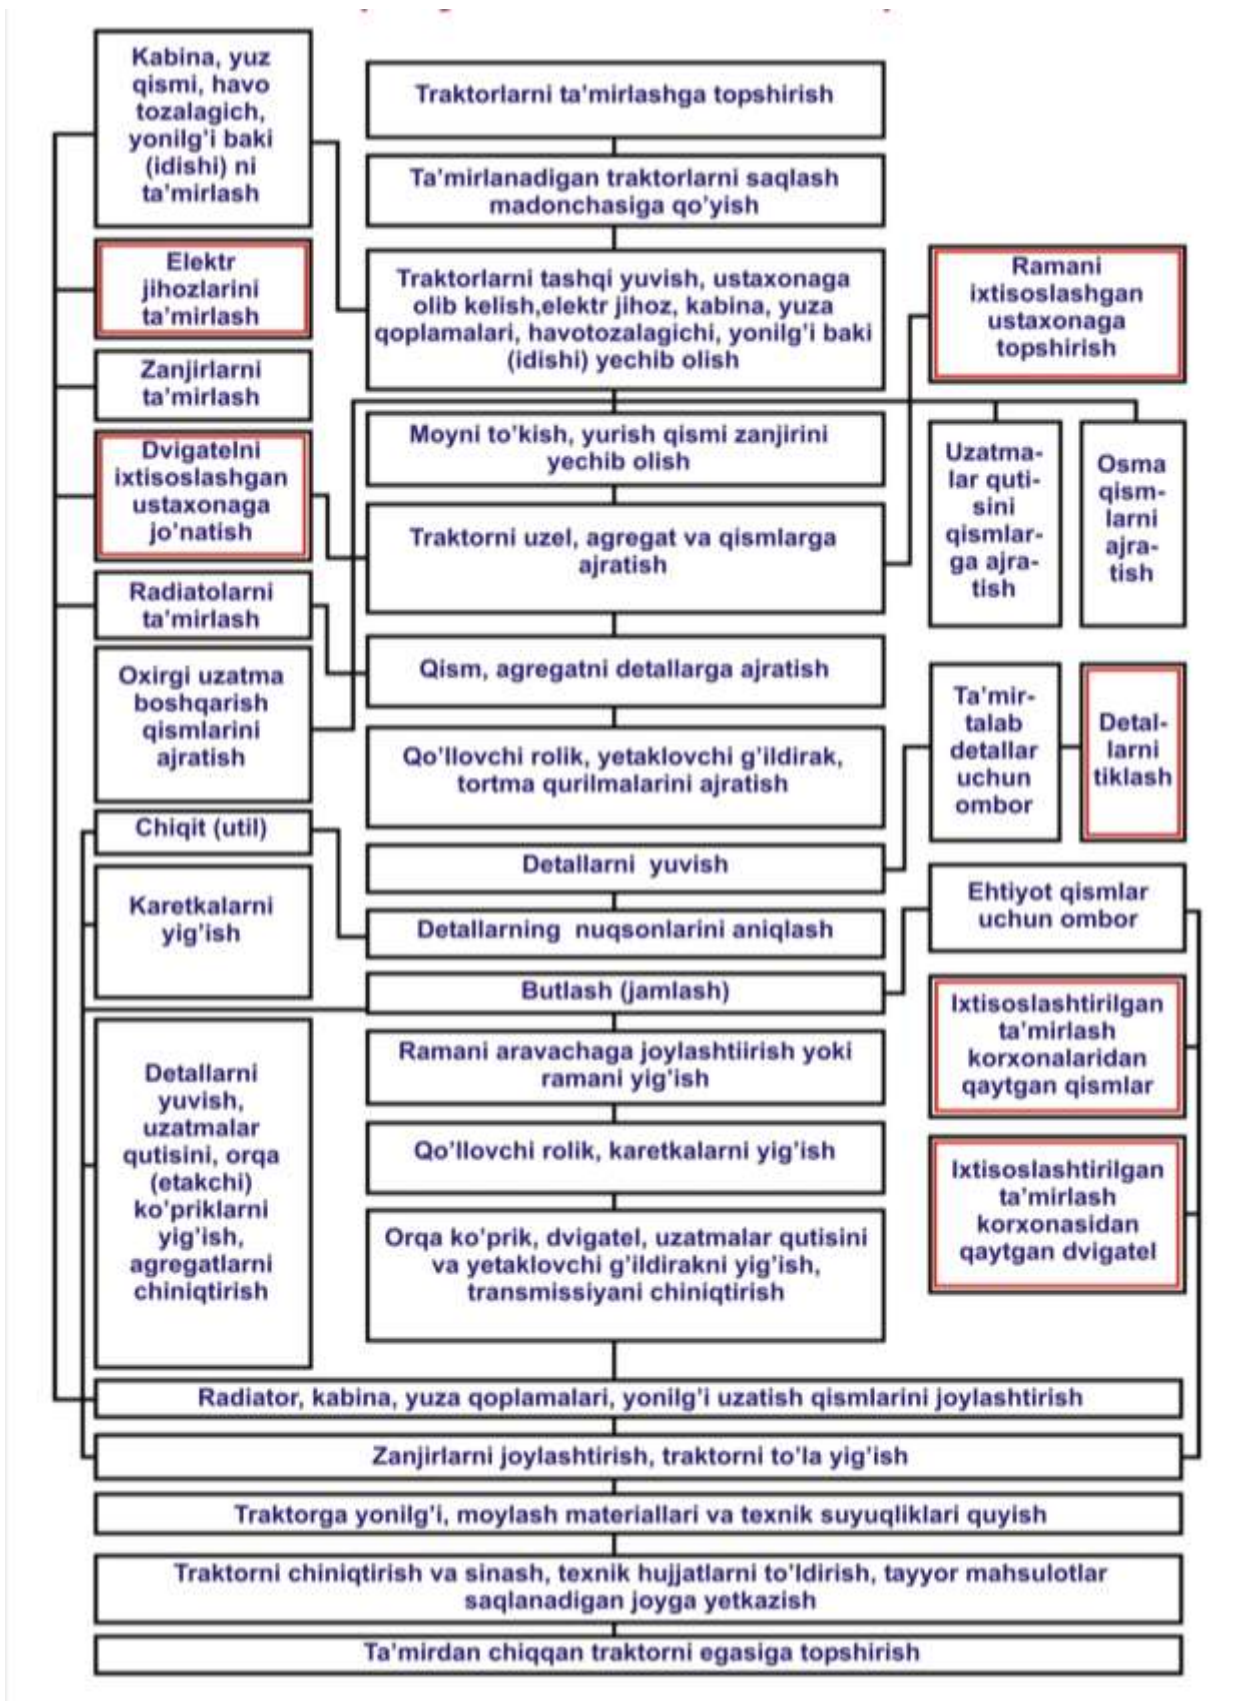 Kabina, yuz
qismi, havo
tozalagich,
yonilg'i baki
(idishi) ni
ta'mirlash
Elektr
jihozlarini
ta'mirlash
Zanjirlarni
ta'mirlash
Dvigatelni
ixtisoslashgan
ustaxonaga
jo'natish
Radiatolarni
ta'mirlash
Oxirgi uzatma
boshqarish
qismlarini
ajratish
Chiqit (util)
Karetkalarni
yig'ish
Detallarni
yuvish,
uzatmalar
qutisini, orqa
(etakchi)
ko'priklarni
yig'ish,
agregatlarni
chiniqtirish
Traktorlarni ta'mirlashga topshirish
Ta'mirlanadigan traktorlarni saqlash
madonchasiga qo'yish
Traktorlarni tashqi yuvish, ustaxonaga
olib kelish,elektr jihoz, kabina, yuza
qoplamalari, havotozalagichi, yonilg'i baki
(idishi) yechib olish
Moyni to'kish, yurish qismi zanjirini
yechib olish
Traktorni uzel, agregat va qismlarga
ajratish
Qism, agregatni detallarga ajratish
Qo'llovchi rolik, yetaklovchi g'ildirak,
tortma qurilmalarini ajratish
Detallarni yuvish
Detallarning nuqsonlarini aniqlash
Butlash (jamlash)
Ramani aravachaga joylashtiirish yoki
ramani yig'ish
Qo'llovchi rolik, karetkalarni yig'ish
Orqa ko'prik, dvigatel, uzatmalar qutisini
va yetaklovchi g'ildirakni yig'ish,
transmissiyani chiniqtirish
Ramani
ixtisoslashgan
ustaxonaga
topshirish
Uzatma-
lar quti-
sini
qismlar-
ga ajra-
tish
Osma
qism-
larni
ajra-
tish
Ta'mir-
talab
detallar
uchun
ombor
Detal-
larni
tiklash
Ehtiyot qismlar
uchun ombor
Ixtisoslashtirilgan
ta'mirlash
korxonalaridan
qaytgan qismlar
Ixtisoslashtirilgan
ta'mirlash
korxonasidan
qaytgan dvigatel
Radiator, kabina, yuza qoplamalari, yonilg'i uzatish qismlarini joylashtirish
Zanjirlarni joylashtirish, traktorni to'la yig'ish
Traktorga yonilg'i, moylash materiallari va texnik suyuqliklari quyish
Traktorni chiniqtirish va sinash, texnik hujjatlarni to'ldirish, tayyor mahsulotlar
saqlanadigan joyga yetkazish
Ta'mirdan chiqqan traktorni egasiga topshirish